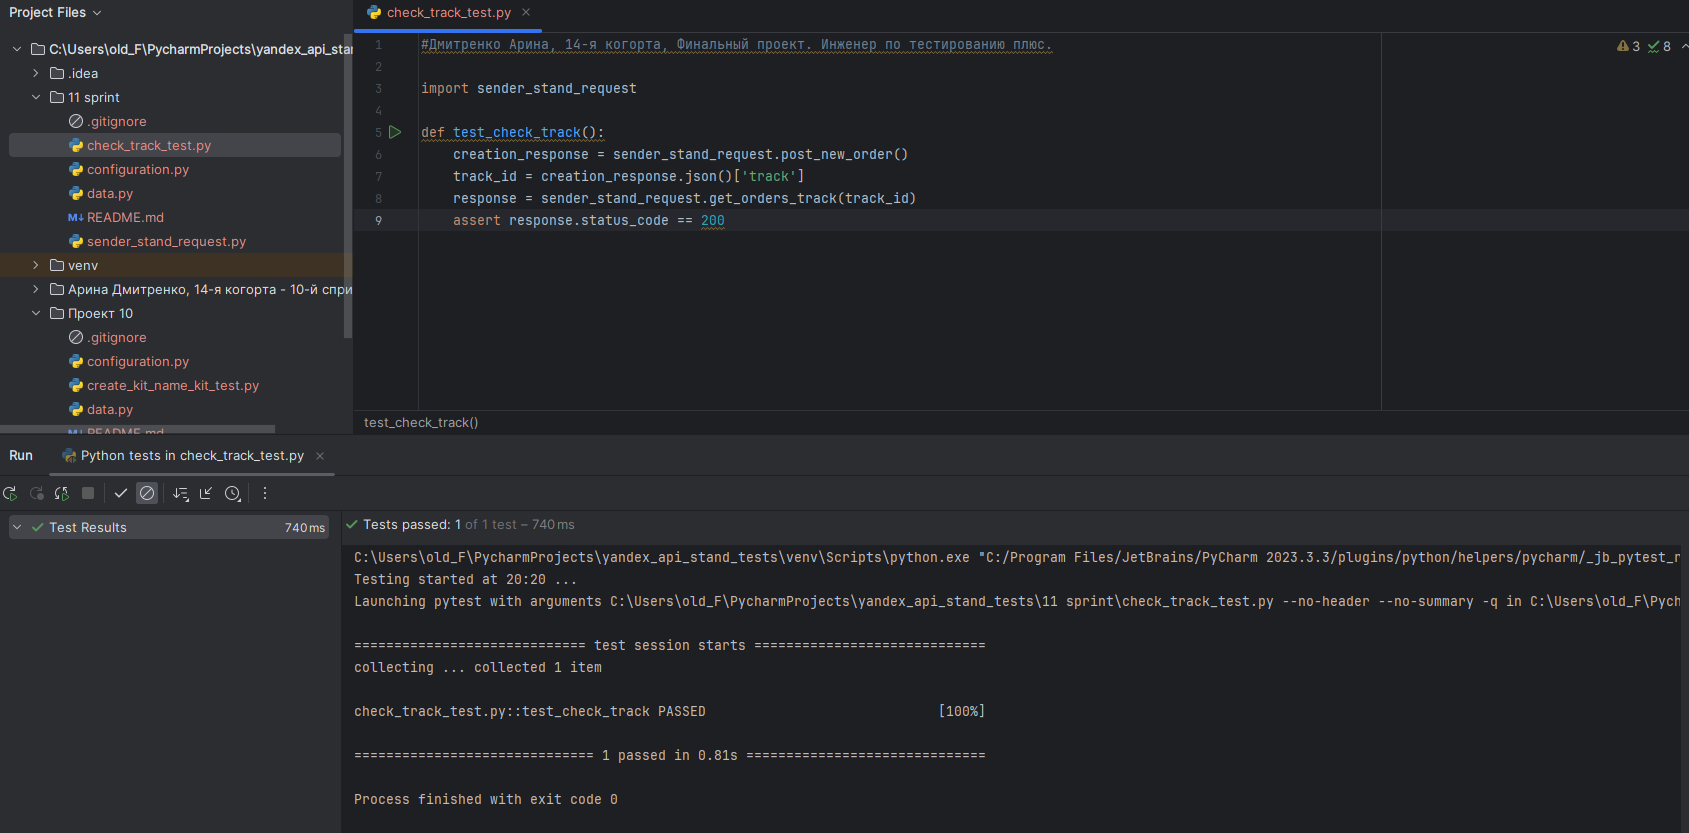 Project Files
C:\Users\old_F\PycharmProjects\yandex_api_star
.idea
11 sprint
.gitignore
check_track_test.py
configuration.py
data.py
M↓ README.md
sender_stand_request.py
venv
Арина Дмитренко, 14-я когорта - 10-й спри
Проект 10
.gitignore
configuration.py
create_kit_name_kit_test.py
data.py
M↓ README.md
check_track_test.py
3 8
1 #Дмитренко Арина, 14-я когорта, Финальный проект. Инженер по тестированию плюс.
2
3 import sender_stand_request
4
5 def test_check_track():
6 creation_response = sender_stand_request.post_new_order()
7 track_id = creation_response.json()['track']
8 response = sender_stand_request.get_orders_track(track_id)
9 assert response.status_code == 200
test_check_track()
Run Python tests in check_track_test.py
Test Results 740 ms
Tests passed: 1 of 1 test – 740 ms
C:\Users\old_F\PycharmProjects\yandex_api_stand_tests\venv\Scripts\python.exe "C:/Program Files/JetBrains/PyCharm 2023.3.3/plugins/python/helpers/pycharm/_jb_pytest_r
Testing started at 20:20 ...
Launching pytest with arguments C:\Users\old_F\PycharmProjects\yandex_api_stand_tests\11 sprint\check_track_test.py --no-header --no-summary -q in C:\Users\old_F\Pych
============================= test session starts =============================
collecting ... collected 1 item
check_track_test.py::test_check_track PASSED [100%]
============================== 1 passed in 0.81s ==============================
Process finished with exit code 0